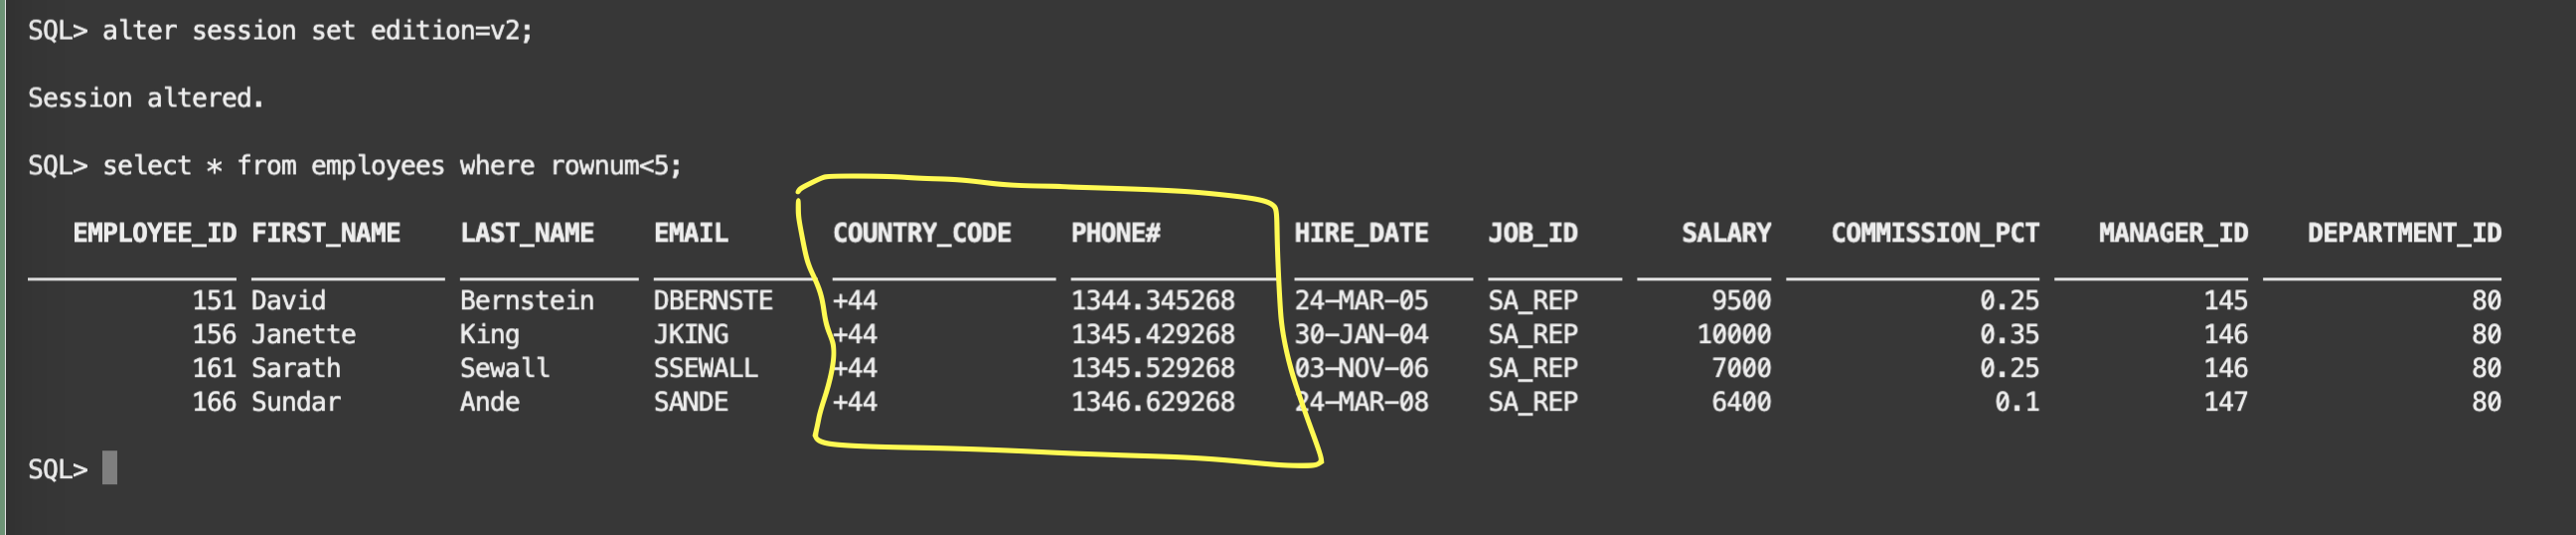 SQL> alter session set edition=v2;
Session altered.
SQL> select * from employees where rownum<5;
EMPLOYEE_ID FIRST_NAME LAST_NAME EMAIL COUNTRY_CODE PHONE# HIRE_DATE JOB_ID SALARY COMMISSION_PCT MANAGER_ID DEPARTMENT_ID
151 David Bernstein DBERNSTE +44 1344.345268 24-MAR-05 SA_REP 9500 0.25 145 80
156 Janette King JKING +44 1345.429268 30-JAN-04 SA_REP 10000 0.35 146 80
161 Sarath Sewall SSEWALL +44 1345.529268 03-NOV-06 SA_REP 7000 0.25 146 80
166 Sundar Ande SANDE +44 1346.629268 24-MAR-08 SA_REP 6400 0.1 147 80
SQL>